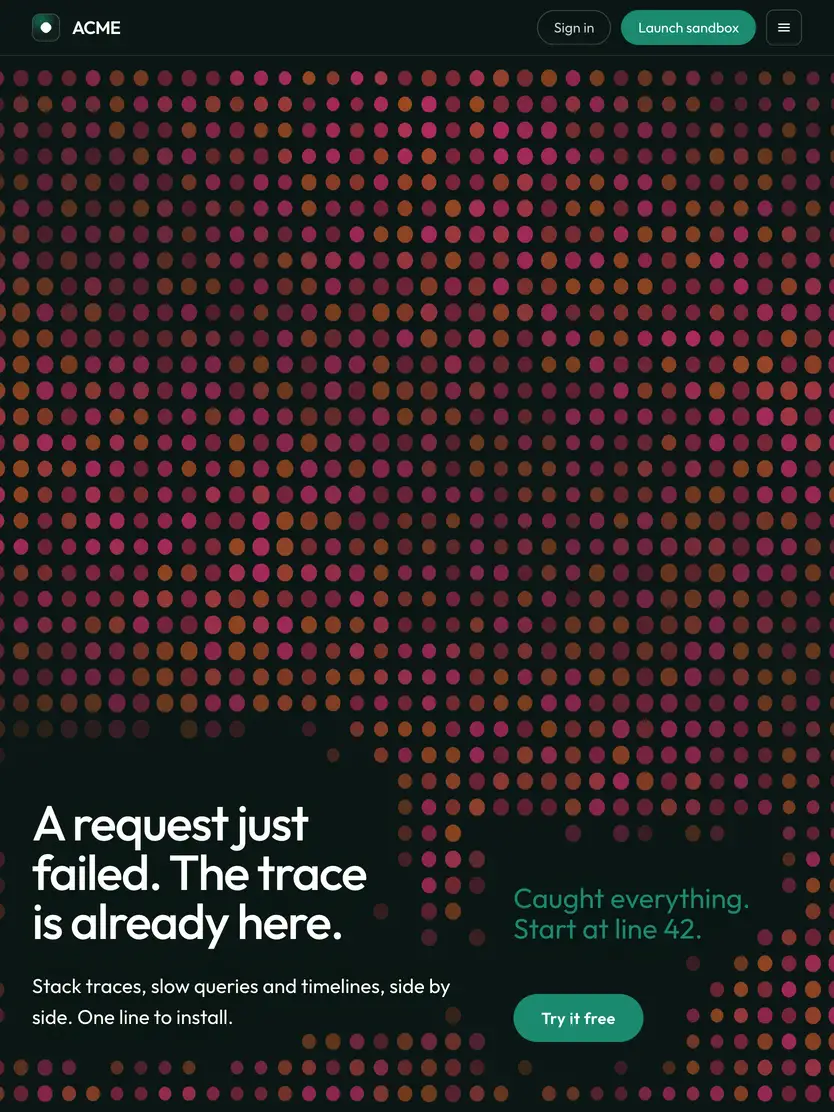 ACME
Sign in
Launch sandbox
A request just
failed. The trace
is already here.
Stack traces, slow queries and timelines, side by
side. One line to install.
Caught everything.
Start at line 42.
Try it free